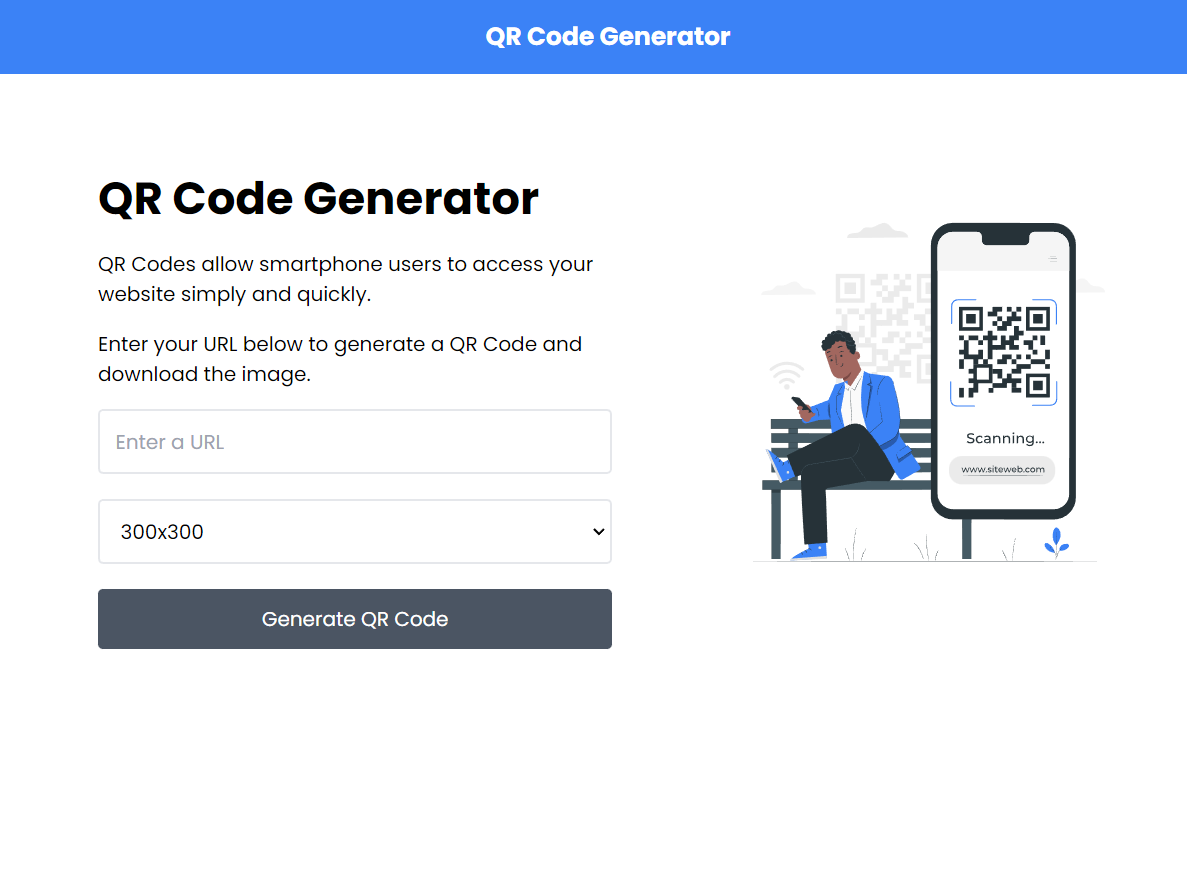 QR Code Generator
QR Code Generator
QR Codes allow smartphone users to access your
website simply and quickly.
Enter your URL below to generate a QR Code and
download the image.
Enter a URL
300x300
Generate QR Code
Scanning...
www.siteweb.com